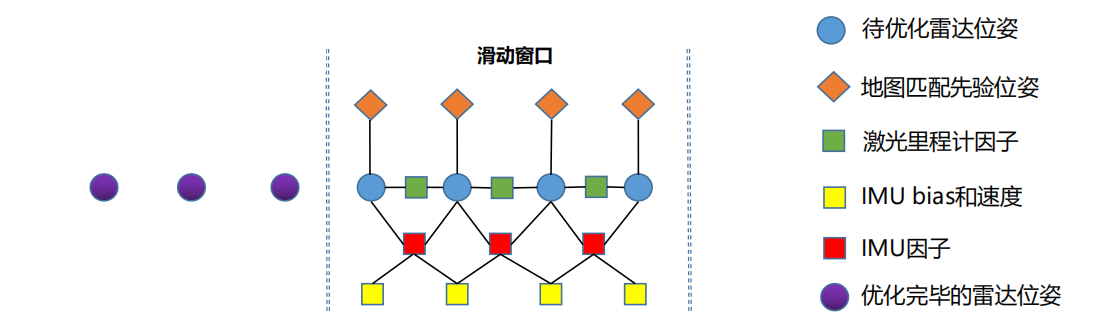 滑动窗口
待优化雷达位姿
地图匹配先验位姿
激光里程计因子
IMU bias和速度
IMU因子
优化完毕的雷达位姿